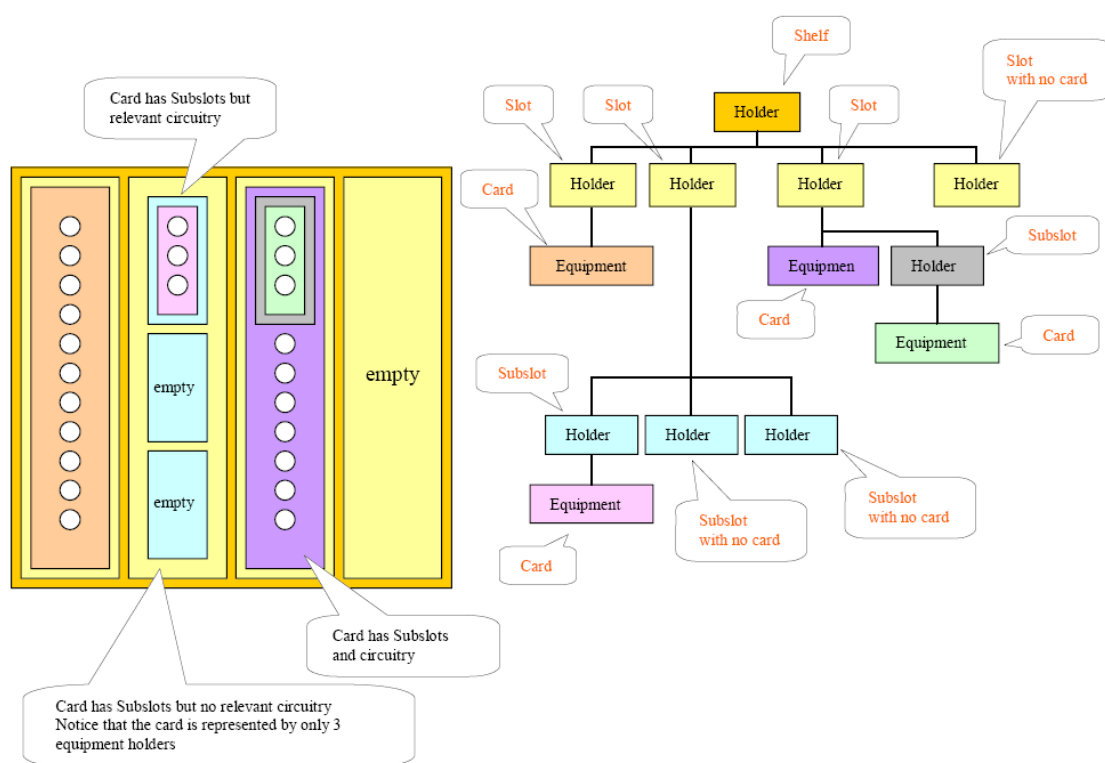 Card has Subslots but
relevant circuitry
empty
empty
empty
Card has Subslots
and circuitry
Card has Subslots but no relevant circuitry
Notice that the card is represented by only 3
equipment holders
Shelf
Slot
with no card
Slot
Slot
Slot
Holder
Holder
Holder
Holder
Holder
Card
Subslot
Equipment
Equipmen
Holder
Card
Equipment
Card
Subslot
Holder
Holder
Holder
Equipment
Subslot
with no card
Subslot
with no card
Card